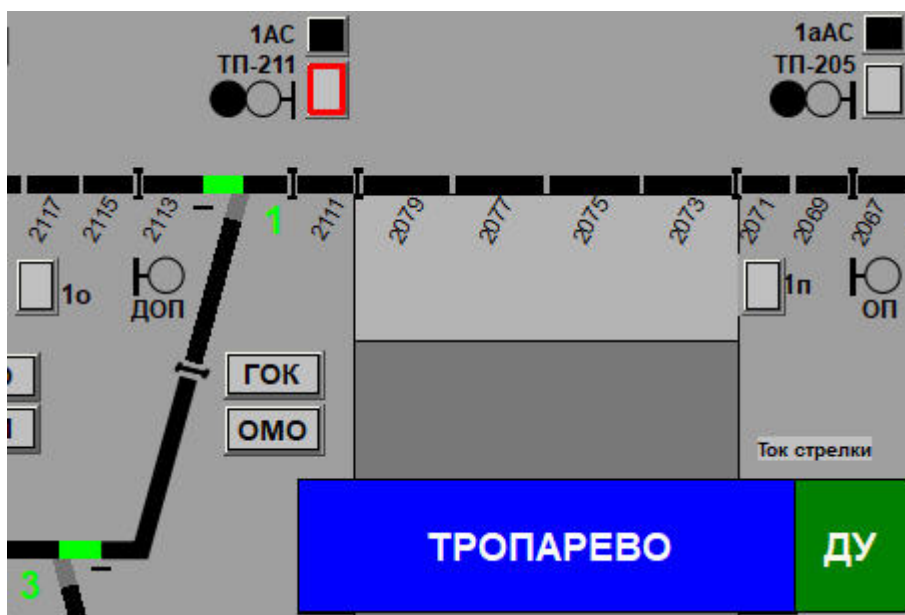 1АС
1аАС
ТП-211
ТП-205
2117
2115
2113
1
2111
2079
2077
2075
2073
2071
2069
2067
1о
ДОП
1п
ОП
ГОК
ОМО
Ток стрелки
ТРОПАРЕВО
ДУ
3